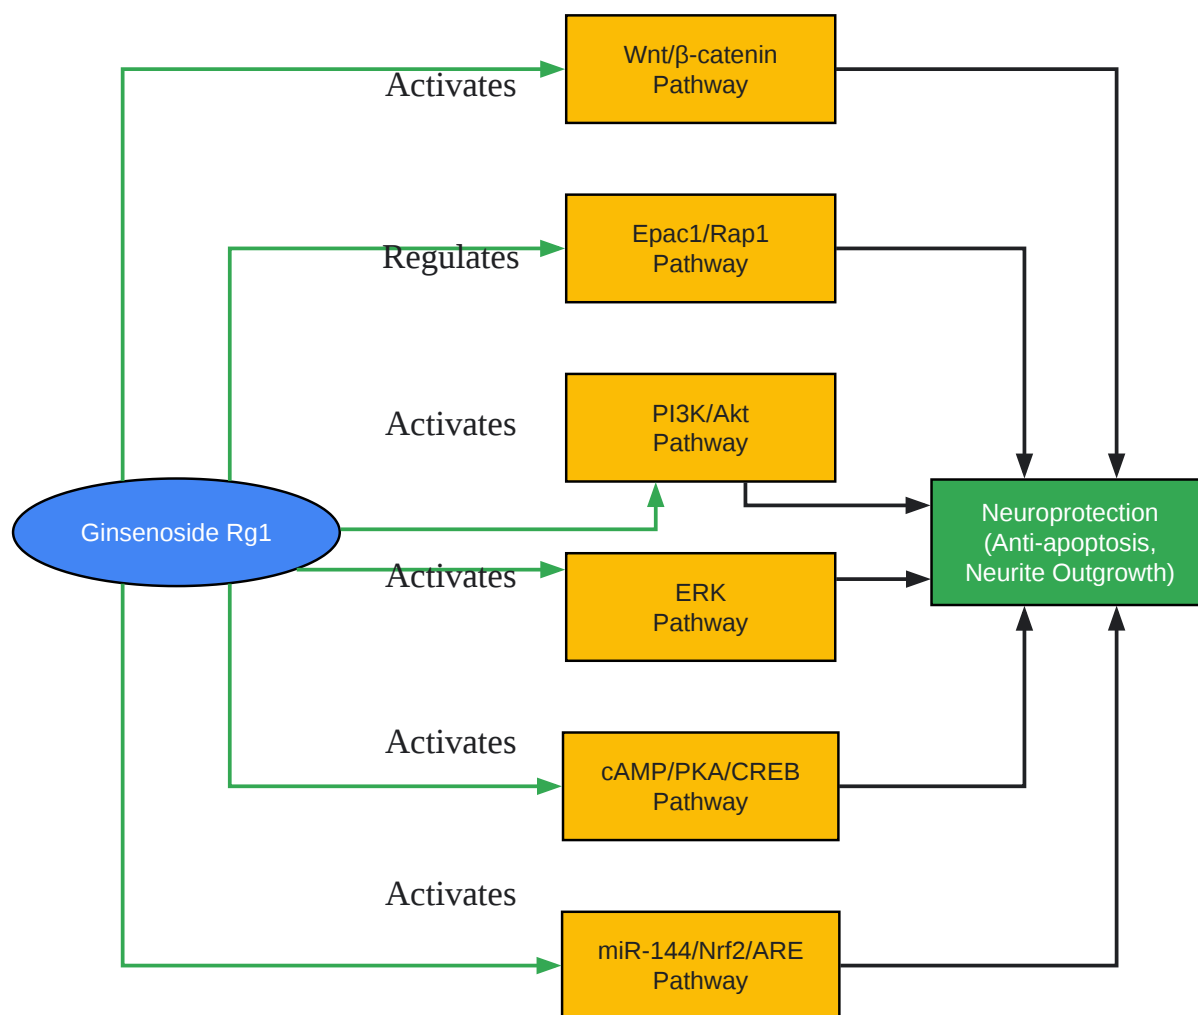 Wnt/β-catenin
Pathway
Activates
Epac1/Rap1
Pathway
Regulates
PI3K/Akt
Pathway
Activates
Ginsenoside Rg1
Neuroprotection
(Anti-apoptosis,
Neurite Outgrowth)
Activates
ERK
Pathway
Activates
cAMP/PKA/CREB
Pathway
Activates
miR-144/Nrf2/ARE
Pathway